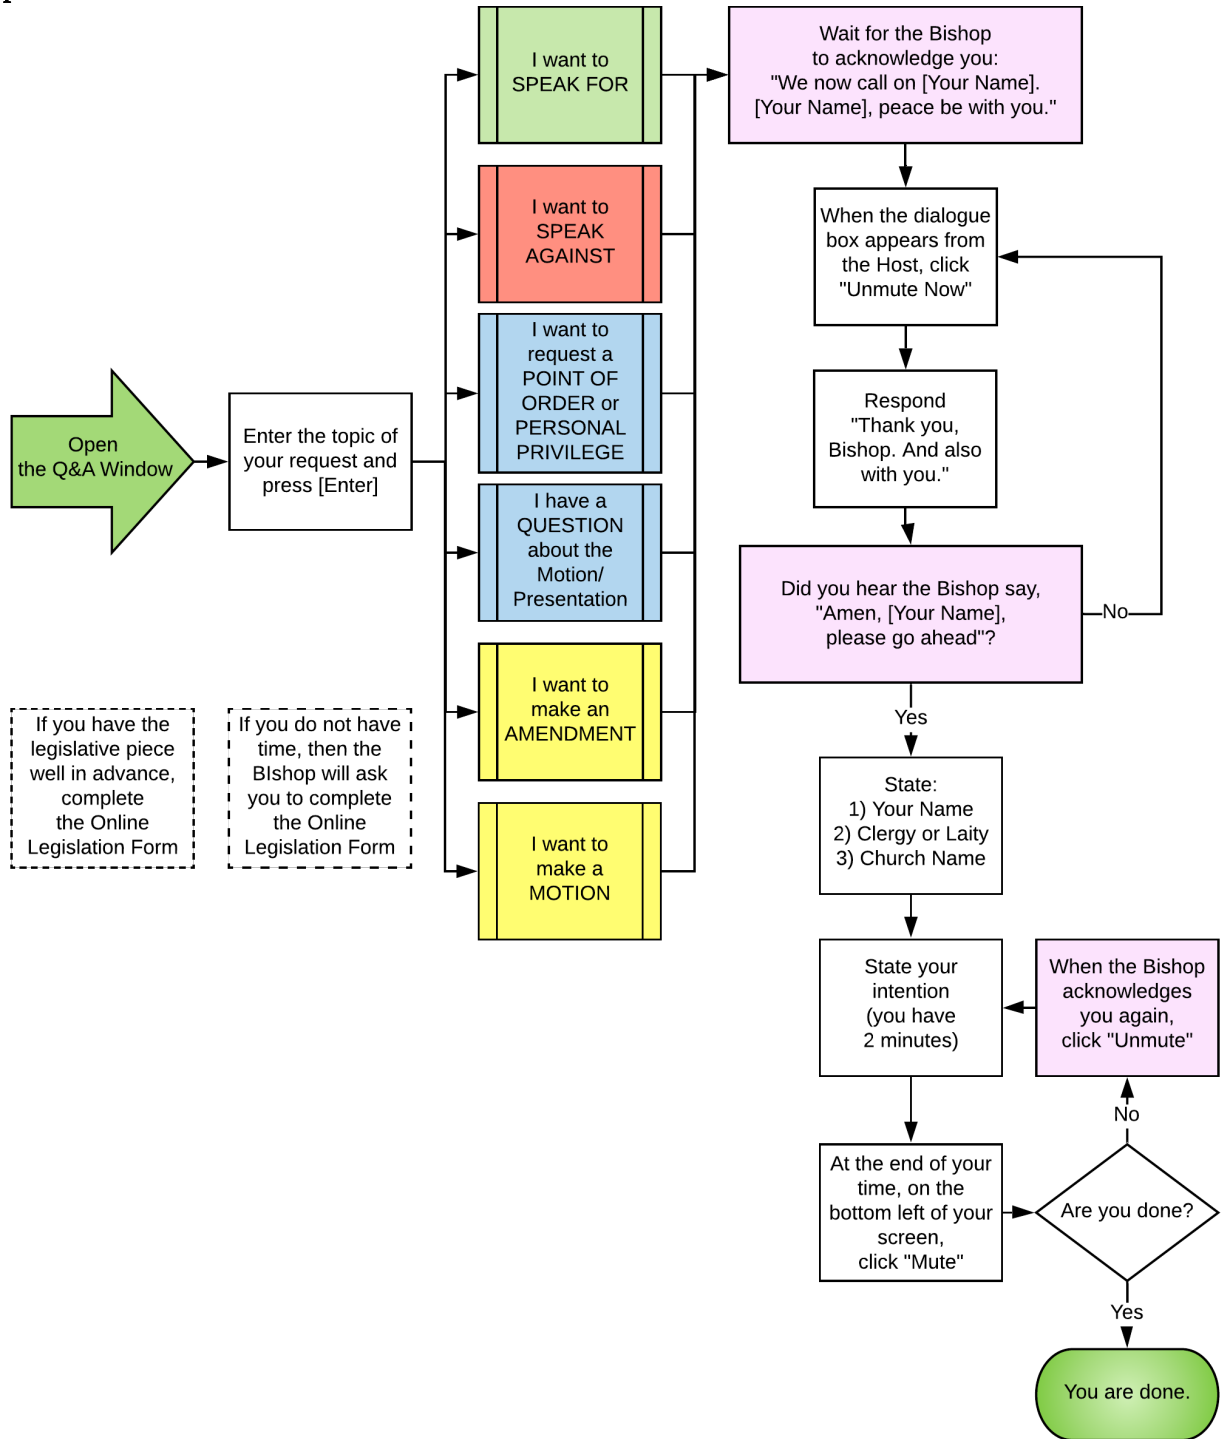 Open
the Q&A Window
Enter the topic of
your request and
press [Enter]
I want to
SPEAK FOR
I want to
SPEAK
AGAINST
I want to
request a
POINT OF
ORDER or
PERSONAL
PRIVILEGE
I have a
QUESTION
about the
Motion/
Presentation
I want to
make an
AMENDMENT
I want to
make a
MOTION
If you have the
legislative piece
well in advance,
complete
the Online
Legislation Form
If you do not have
time, then the
BIshop will ask
you to complete
the Online
Legislation Form
Wait for the Bishop
to acknowledge you:
"We now call on [Your Name].
[Your Name], peace be with you."
When the dialogue
box appears from
the Host, click
"Unmute Now"
Respond
"Thank you,
Bishop. And also
with you."
Did you hear the Bishop say,
"Amen, [Your Name],
please go ahead"?
No
Yes
State:
1) Your Name
2) Clergy or Laity
3) Church Name
State your
intention
(you have
2 minutes)
When the Bishop
acknowledges
you again,
click "Unmute"
No
At the end of your
time, on the
bottom left of your
screen,
click "Mute"
Are you done?
Yes
You are done.